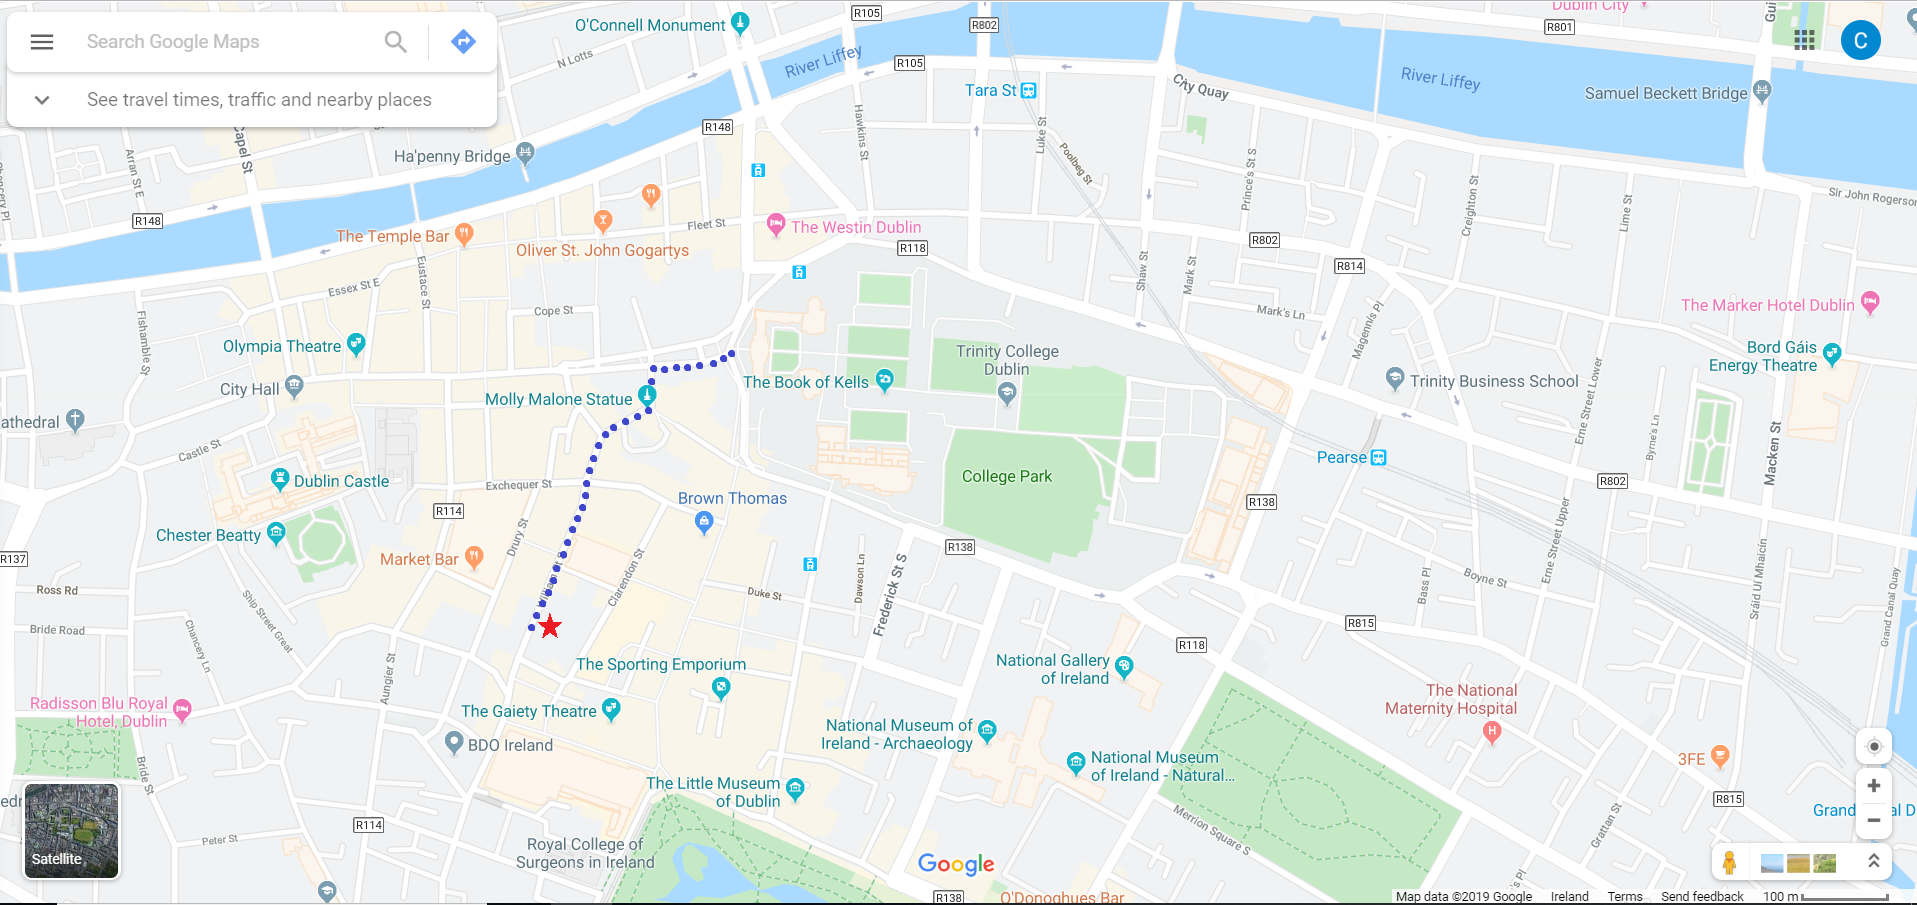 Search Google Maps
See travel times, traffic and nearby places
C
O'Connell Monument
R105
R802
Dublin City
R801
Gui
N Lotts
River Liffey
R105
River Liffey
City Quay
Samuel Beckett Bridge
Tara St
Hawkins St
Luke St
Poolbeg St
R148
Capel St
Arran St E
Chancery Pl
Ha'penny Bridge
Prince's St S
Creighton St
Lime St
Sir John Rogerson
R148
The Temple Bar
Oliver St. John Gogartys
Fleet St
The Westin Dublin
R118
R802
R814
Shaw St
Mark St
Eustace St
Essex St E
Fishamble St
Cope St
Mark's Ln
Magennis Pl
The Marker Hotel Dublin
Olympia Theatre
Trinity College
Dublin
Bord Gáis
Energy Theatre
City Hall
The Book of Kells
Trinity Business School
Molly Malone Statue
Erne Street Lower
athedral
Castle St
Byrne's Ln
Macken St
Pearse
College Park
Dublin Castle
Exchequer St
Brown Thomas
R802
R114
R138
Drury St
Chester Beatty
Market Bar
R138
R137
Erne Street Upper
William St S
Clarendon St
Dawson Ln
Frederick St S
Sráid Uí Mhaicín
Boyne St
Bass Pl
Grand Canal Quay
Ross Rd
Ship Street Great
Duke St
Bride Road
Chancery Ln
R815
R118
The Sporting Emporium
National Gallery
of Ireland
Aungier St
Radisson Blu Royal
Hotel, Dublin
The Gaiety Theatre
The National
Maternity Hospital
National Museum of
Ireland - Archaeology
BDO Ireland
National Museum
of Ireland - Natural...
3FE
Bride St
The Little Museum
of Dublin
R815
Grand
al D
edr
Merrion Square S
Grattan St
R114
Peter St
Royal College of
Surgeons in Ireland
Satellite
Google
s Pl
R138
O'Donoghues Bar
Map data ©2019 Google
Ireland
Terms
Send feedback
100 m